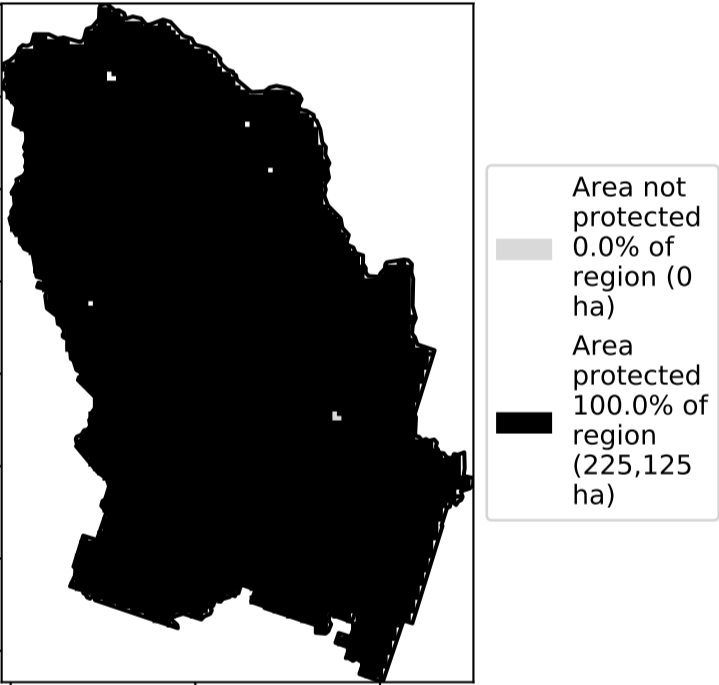 Area not
protected
0.0% of
region (0
ha)
Area
protected
100.0% of
region
(225,125
ha)